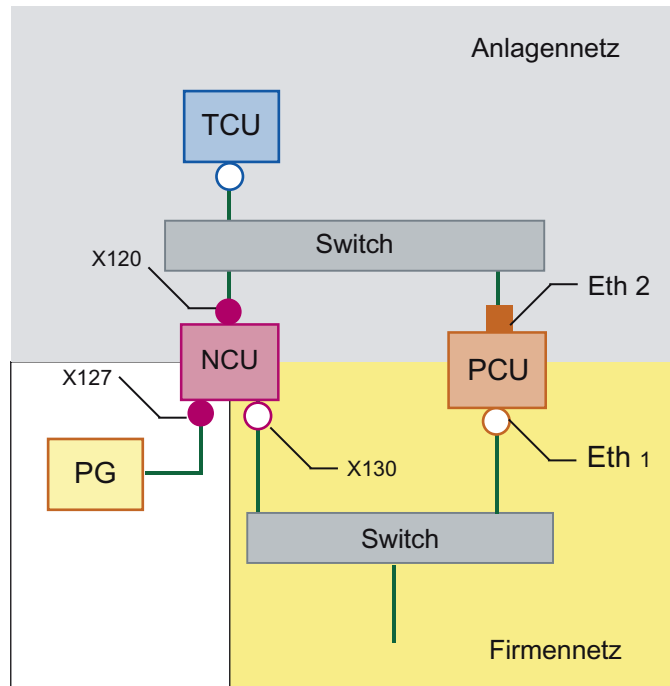 Anlagennetz
TCU
Switch
X120
Eth 2
NCU
PCU
X127
PG
X130
Eth 1
Switch
Firmennetz